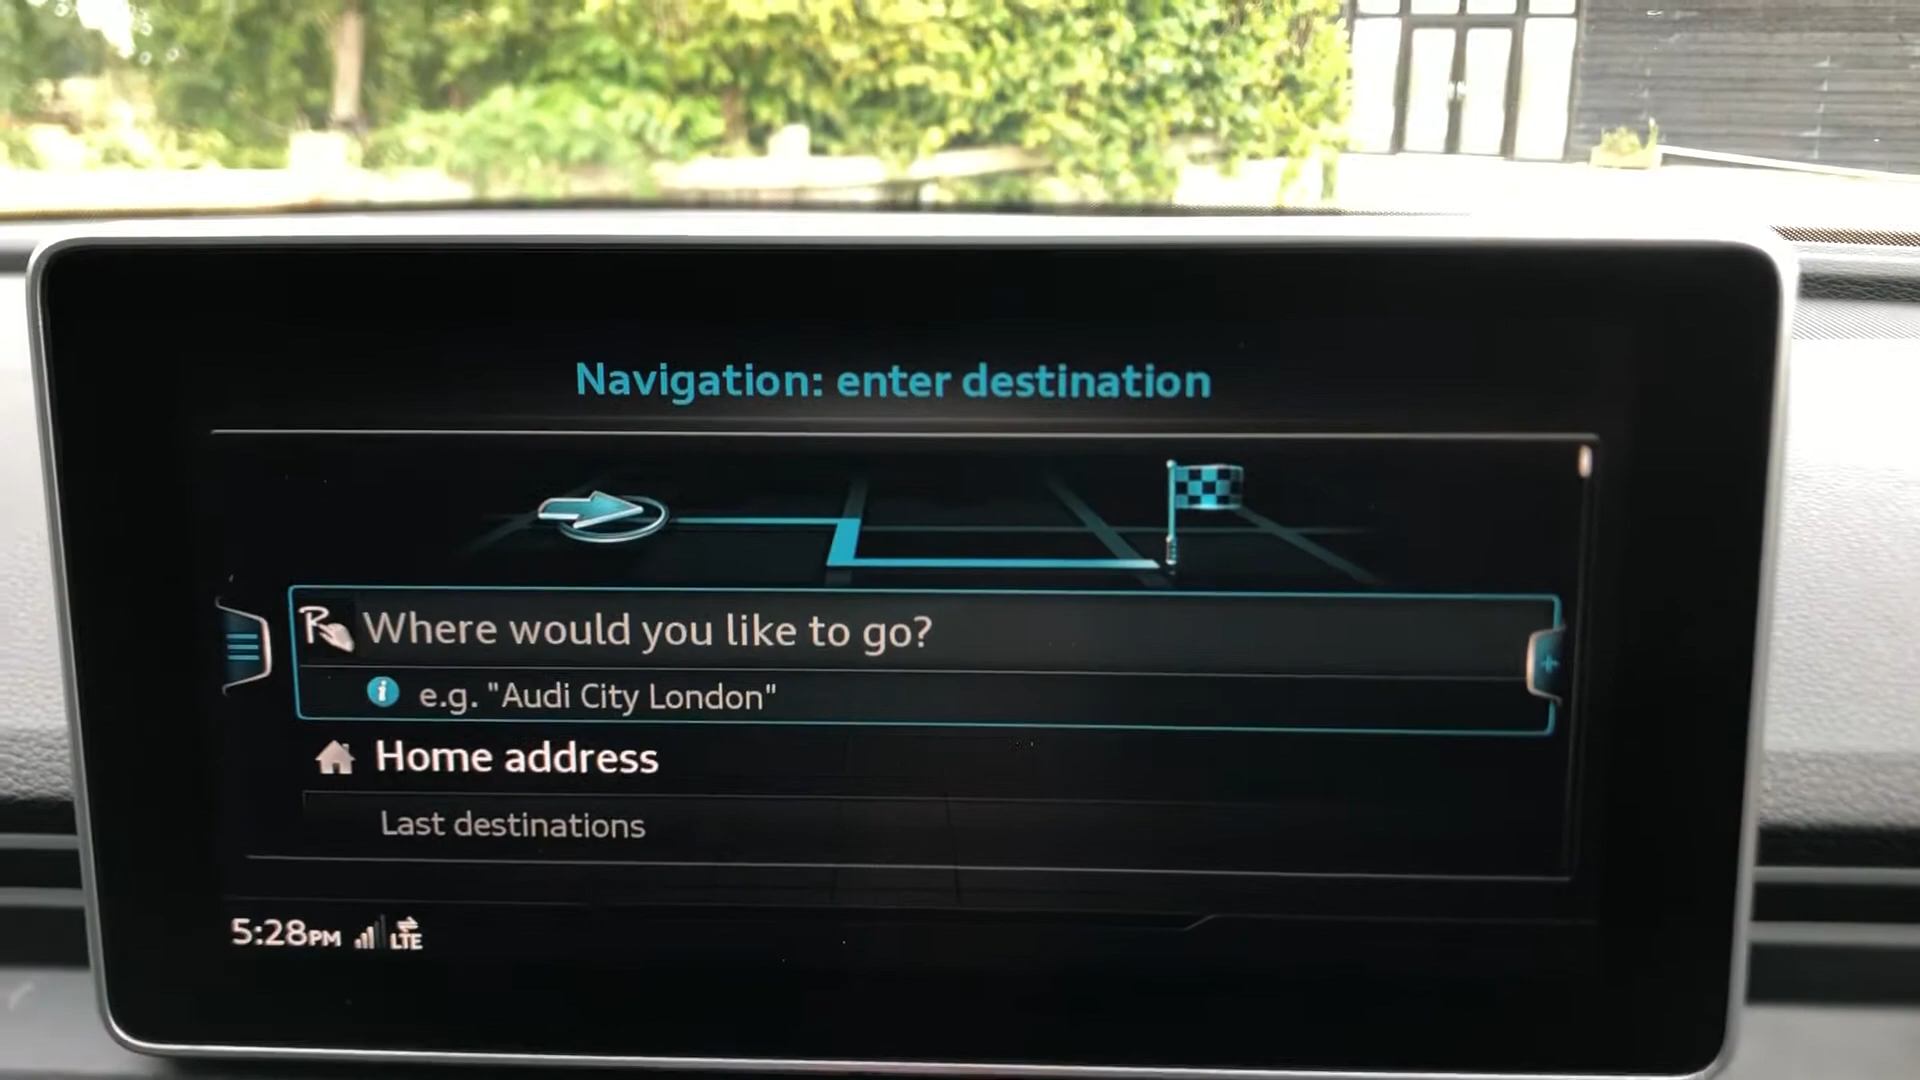 Navigation: enter destination
Where would you like to go?
e.g. "Audi City London"
Home address
Last destinations
5:28PM LTE